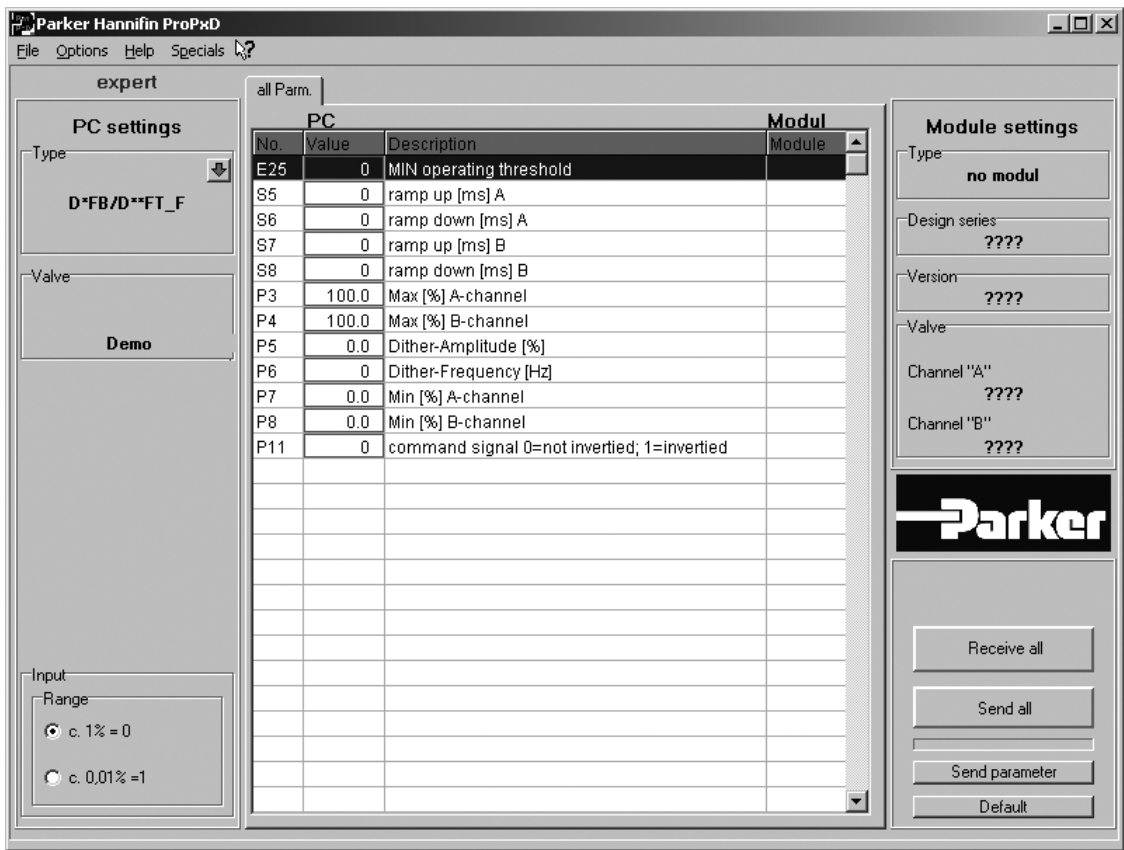 Parker Hannifin ProPxD
File Options Help Specials
expert
PC settings
Type
D*FB/D**FT_F
Valve
Demo
Input
Range
c. 1% = 0
c. 0,01% =1
all Parm.
PC Modul
No. Value Description Module
E25 0 MIN operating threshold
S5 0 ramp up [ms] A
S6 0 ramp down [ms] A
S7 0 ramp up [ms] B
S8 0 ramp down [ms] B
P3 100.0 Max [%] A-channel
P4 100.0 Max [%] B-channel
P5 0.0 Dither-Amplitude [%]
P6 0 Dither-Frequency [Hz]
P7 0.0 Min [%] A-channel
P8 0.0 Min [%] B-channel
P11 0 command signal 0=not invertied; 1=invertied
Module settings
Type
no modul
Design series
????
Version
????
Valve
Channel "A"
????
Channel "B"
????
Parker
Receive all
Send all
Send parameter
Default